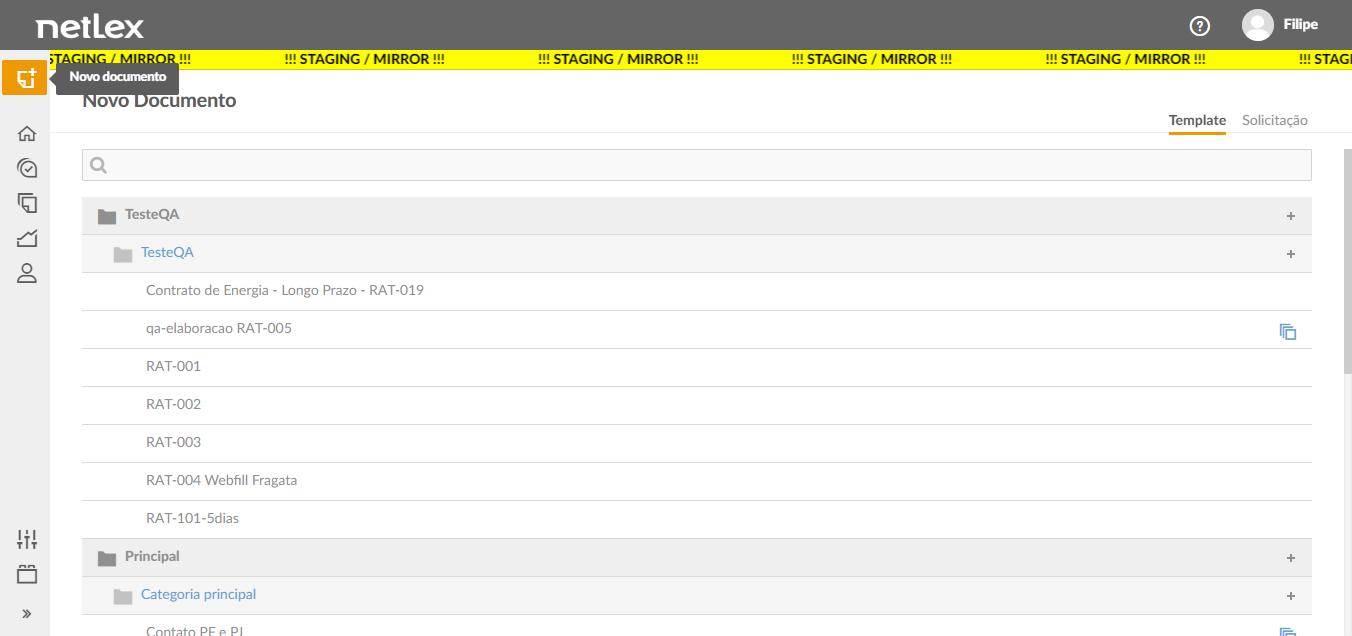 netlex
Filipe
STAGING / MIRROR !!! !!! STAGING / MIRROR !!! !!! STAGING / MIRROR !!! !!! STAGING / MIRROR !!! !!! STAGING / MIRROR !!! !!! STAG
Novo documento
Novo Documento
Template Solicitação
TesteQA
TesteQA
Contrato de Energia - Longo Prazo - RAT-019
qa-elaboracao RAT-005
RAT-001
RAT-002
RAT-003
RAT-004 Webfill Fragata
RAT-101-5dias
Principal
Categoria principal
Contato PF e PJ